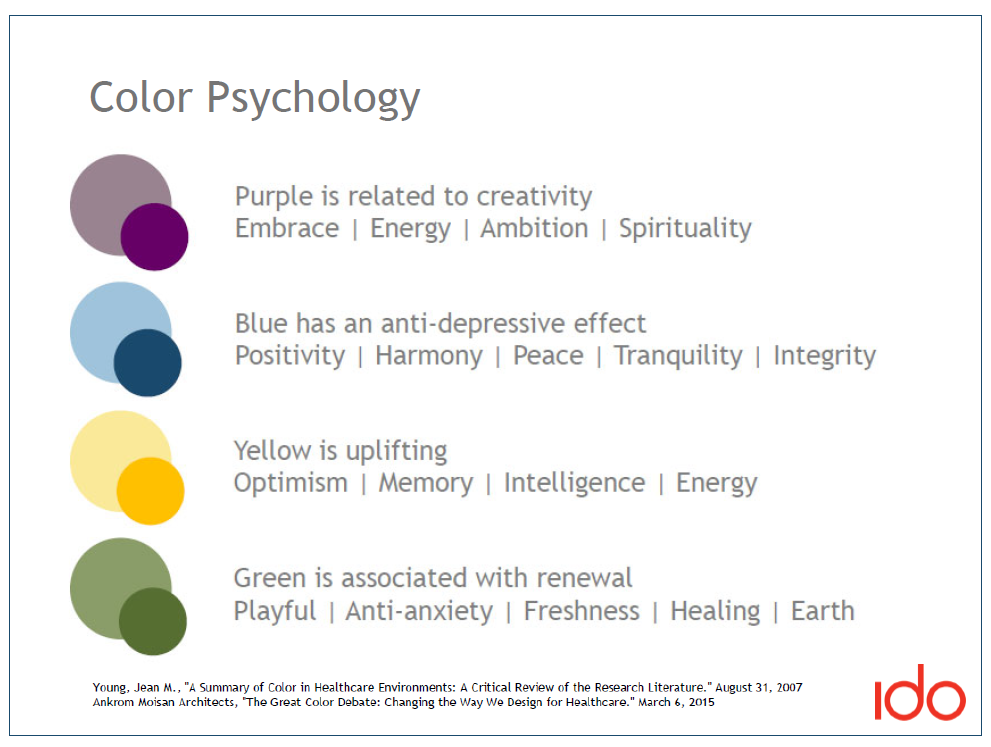 Color Psychology
Purple is related to creativity
Embrace | Energy | Ambition | Spirituality
Blue has an anti-depressive effect
Positivity | Harmony | Peace | Tranquility | Integrity
Yellow is uplifting
Optimism | Memory | Intelligence | Energy
Green is associated with renewal
Playful | Anti-anxiety | Freshness | Healing | Earth
Young, Jean M., "A Summary of Color in Healthcare Environments: A Critical Review of the Research Literature." August 31, 2007
Ankrom Moisan Architects, "The Great Color Debate: Changing the Way We Design for Healthcare." March 6, 2015
ido